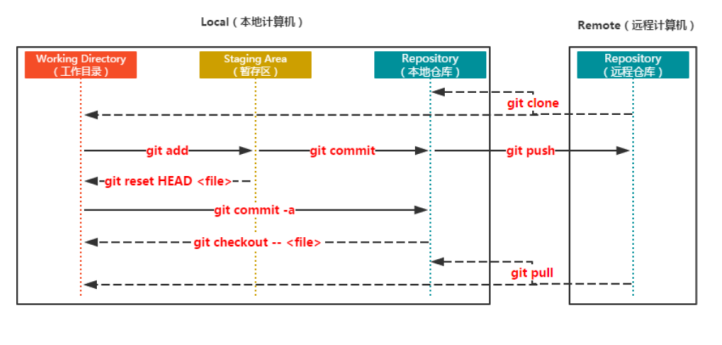 Local（本地计算机）
Remote（远程计算机）
Working Directory
（工作目录）
Staging Area
（暂存区）
Repository
（本地仓库）
Repository
（远程仓库）
git clone
git add
git commit
git push
git reset HEAD <file>
git commit -a
git checkout -- <file>
git pull